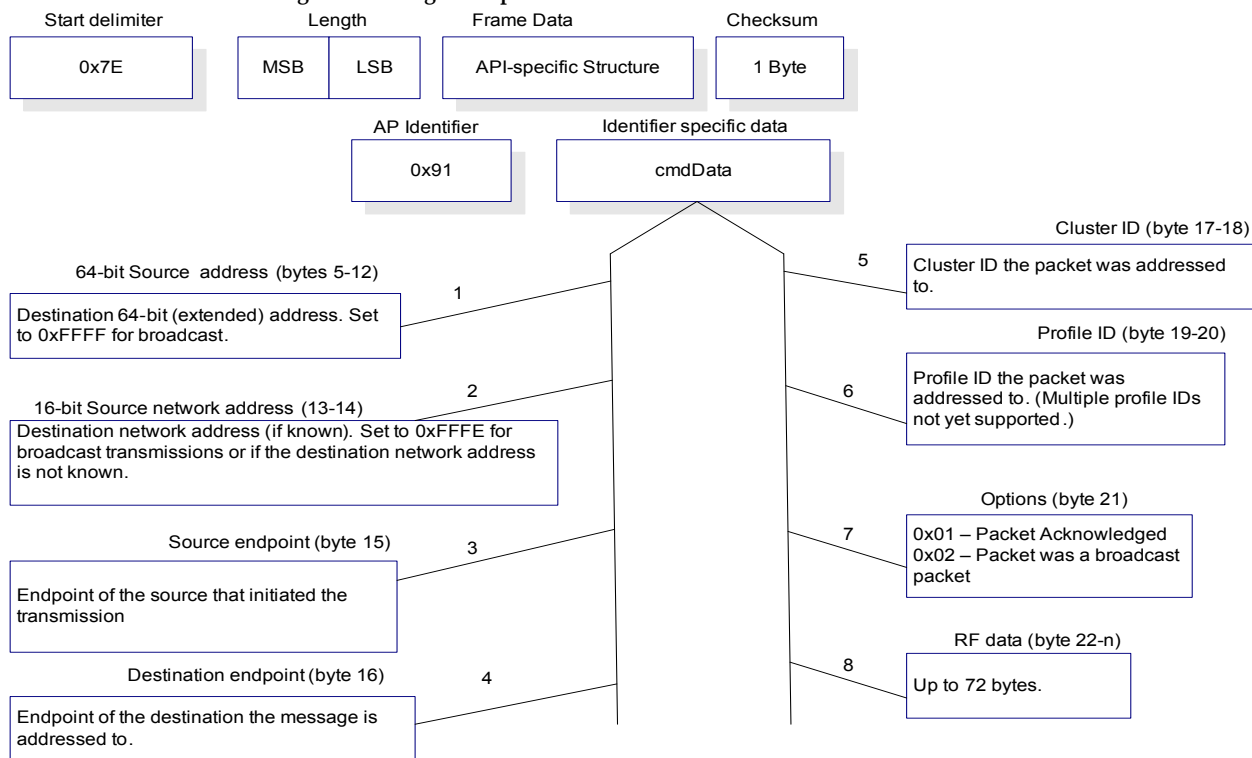 Start delimiter
Length
Frame Data
Checksum
0x7E
MSB
LSB
API-specific Structure
1 Byte
AP Identifier
Identifier specific data
0x91
cmdData
64-bit Source address (bytes 5-12)
1
Destination 64-bit (extended) address. Set
to 0xFFFF for broadcast.
2
16-bit Source network address (13-14)
Destination network address (if known). Set to 0xFFFE for
broadcast transmissions or if the destination network address
is not known.
Source endpoint (byte 15)
3
Endpoint of the source that initiated the
transmission
Destination endpoint (byte 16)
4
Endpoint of the destination the message is
addressed to.
Cluster ID (byte 17-18)
5
Cluster ID the packet was addressed
to.
Profile ID (byte 19-20)
6
Profile ID the packet was
addressed to. (Multiple profile IDs
not yet supported.)
Options (byte 21)
7
0x01 – Packet Acknowledged
0x02 – Packet was a broadcast
packet
RF data (byte 22-n)
8
Up to 72 bytes.